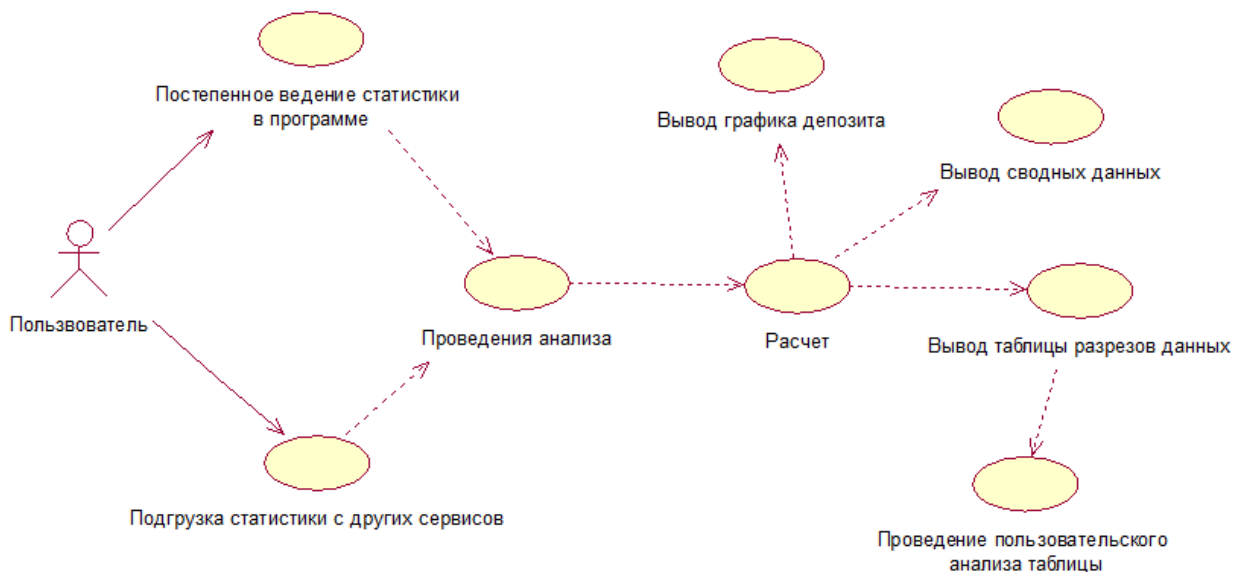 Постепенное ведение статистики
в программе
Вывод графика депозита
Вывод сводных данных
Пользвователь
Проведения анализа
Расчет
Вывод таблицы разрезов данных
Подгрузка статистики с других сервисов
Проведение пользовательского
анализа таблицы